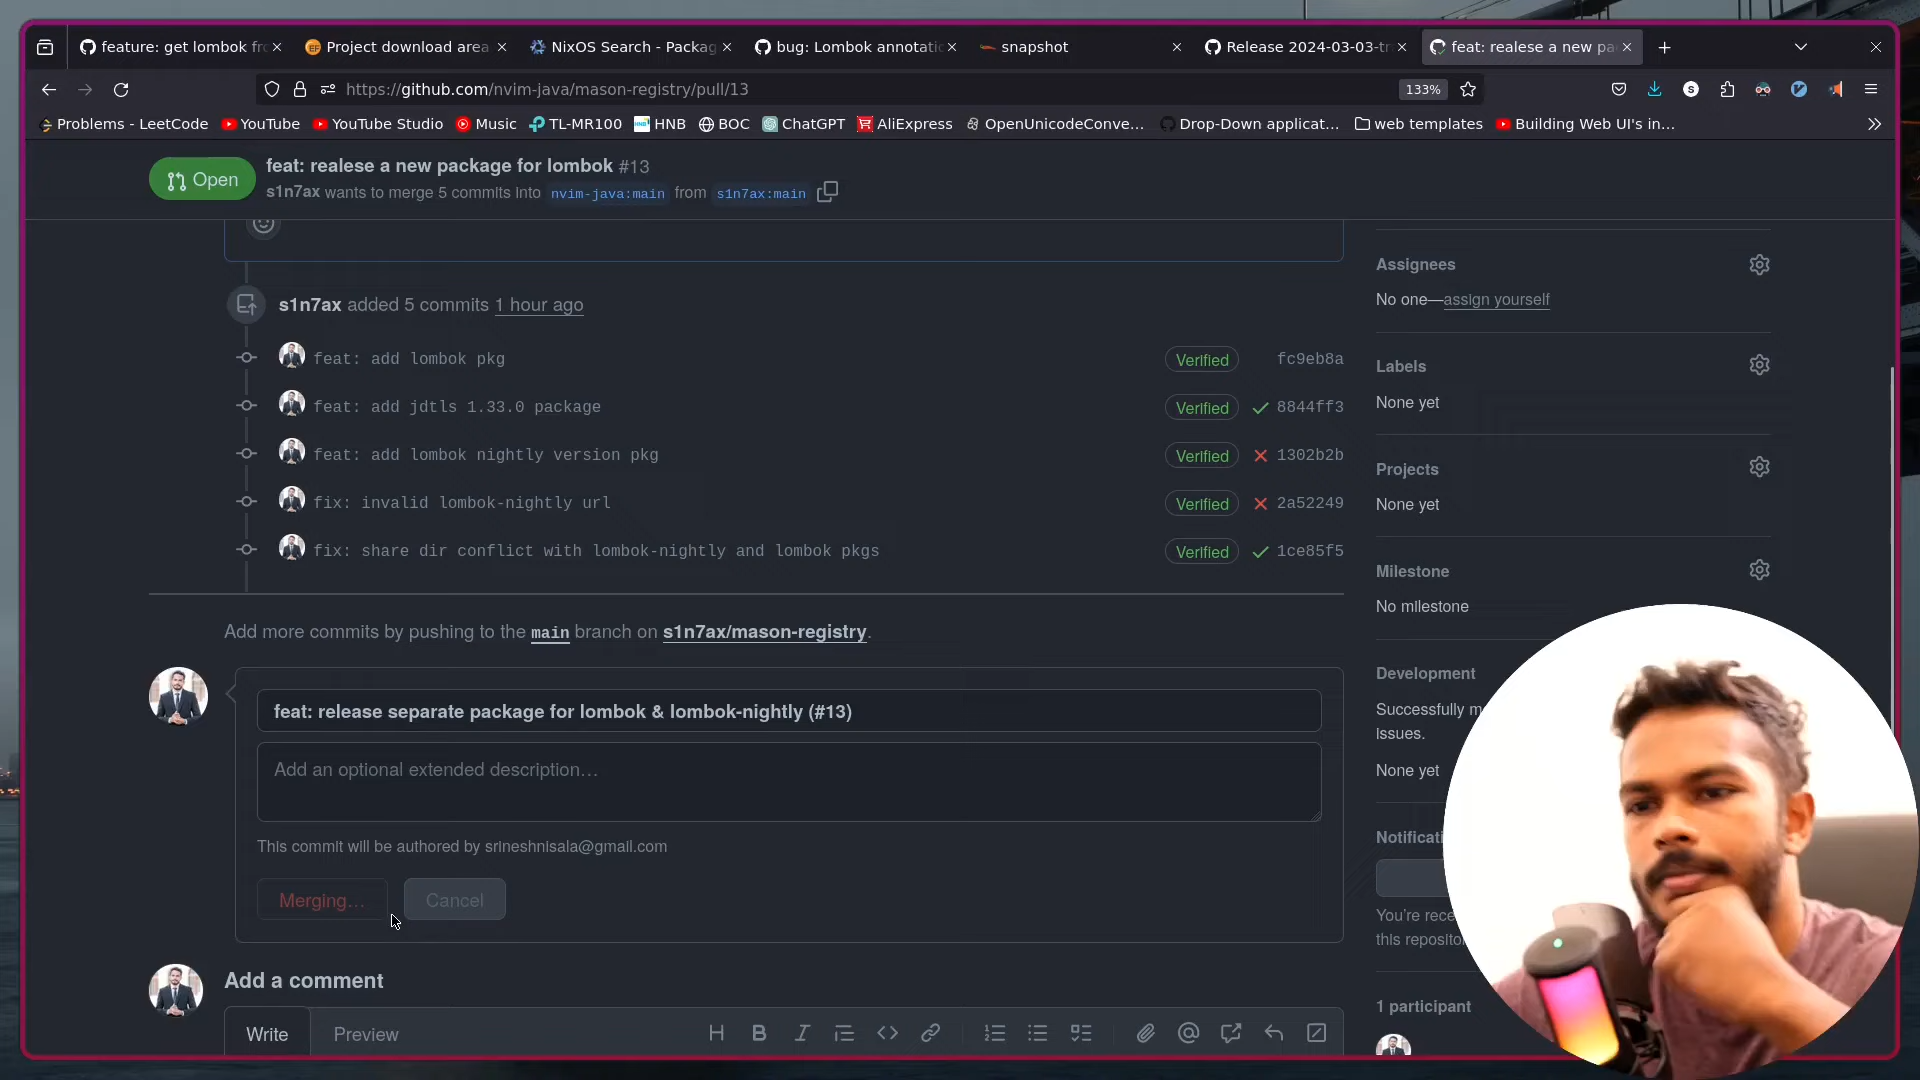 feature: get lombok fr
Project download area
NixOS Search - Packag
bug: Lombok annotatio
snapshot
Release 2024-03-03-tr
feat: realese a new pa
https://github.com/nvim-java/mason-registry/pull/13
133%
Problems - LeetCode
YouTube
YouTube Studio
Music
TL-MR100
HNB
BOC
ChatGPT
AliExpress
OpenUnicodeConve…
Drop-Down applicat…
web templates
Building Web UI's in…
Open
feat: realese a new package for lombok #13
s1n7ax wants to merge 5 commits into nvim-java:main from s1n7ax:main
s1n7ax added 5 commits 1 hour ago
feat: add lombok pkg Verified fc9eb8a
feat: add jdtls 1.33.0 package Verified 8844ff3
feat: add lombok nightly version pkg Verified 1302b2b
fix: invalid lombok-nightly url Verified 2a52249
fix: share dir conflict with lombok-nightly and lombok pkgs Verified 1ce85f5
Add more commits by pushing to the main branch on s1n7ax/mason-registry.
feat: release separate package for lombok & lombok-nightly (#13)
Add an optional extended description…
This commit will be authored by srineshnisala@gmail.com
Merging…
Cancel
Add a comment
Write
Preview
Assignees
No one—assign yourself
Labels
None yet
Projects
None yet
Milestone
No milestone
Development
Successfully m
issues.
None yet
Notificati
You're rece
this reposito
1 participant